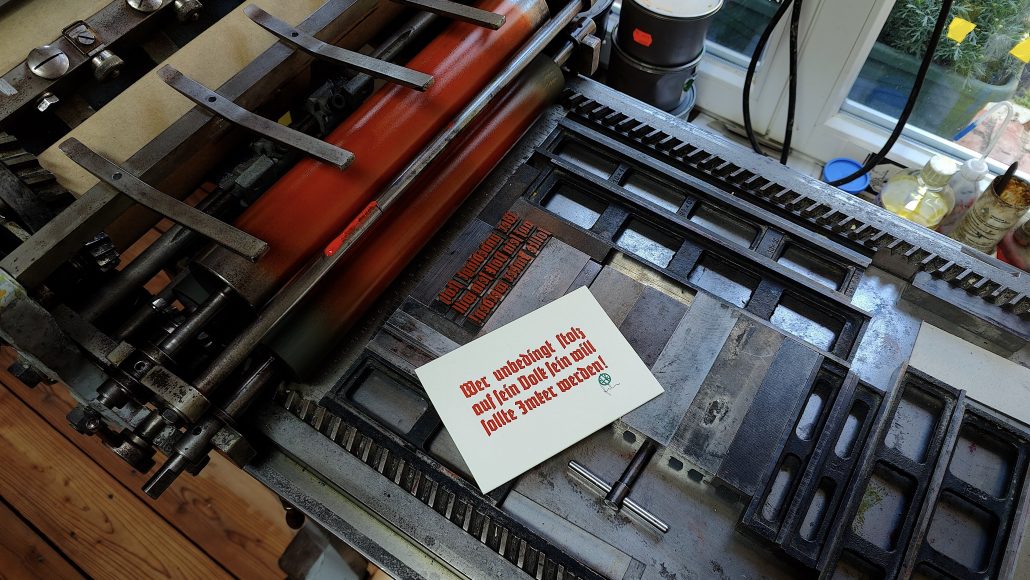 Wer unbedingt stolz
auf sein Volk sein will
sollte Imker werden!